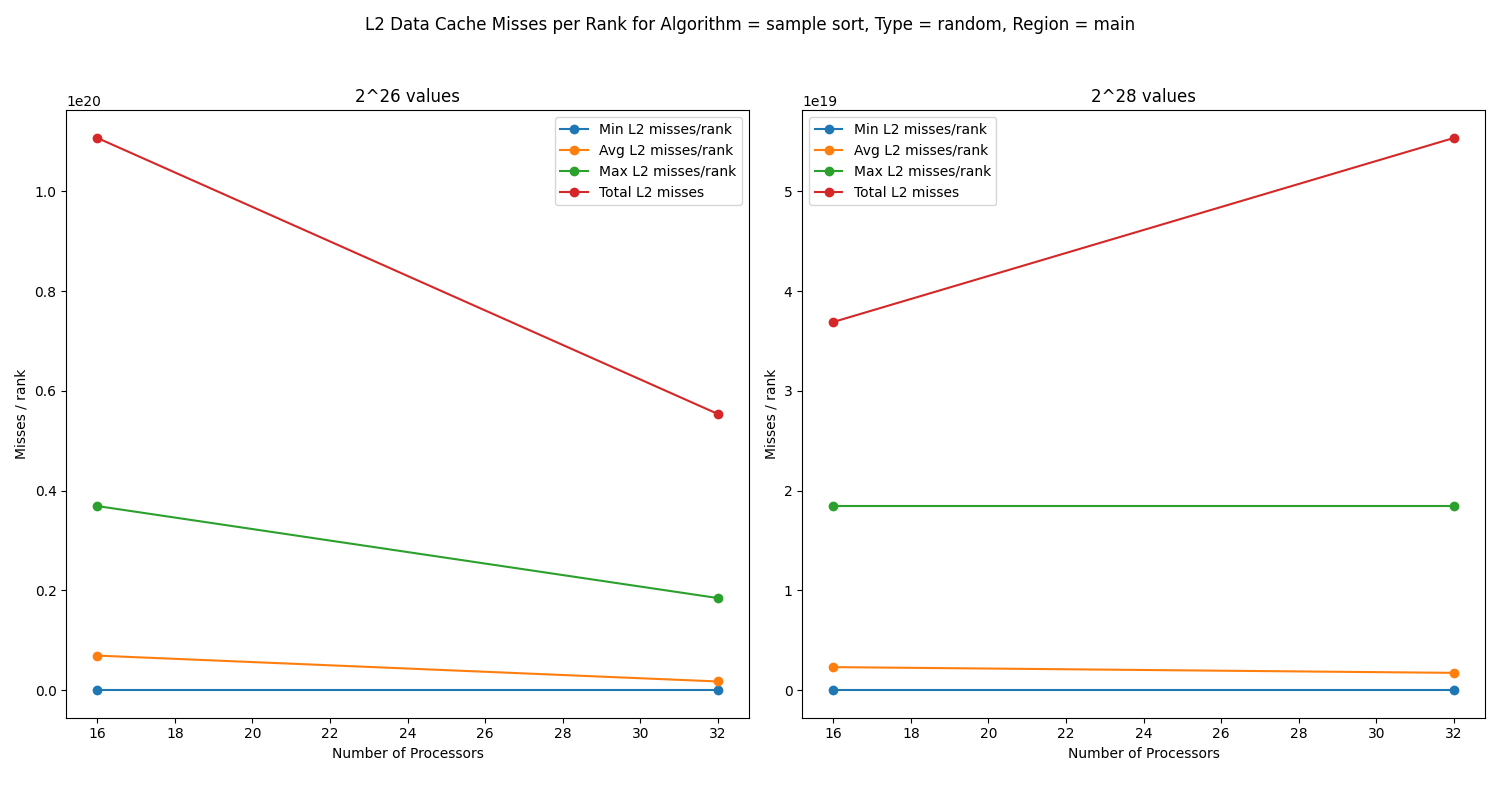 L2 Data Cache Misses per Rank for Algorithm = sample sort, Type = random, Region = main
2^26 values
1e20
Min L2 misses/rank
Avg L2 misses/rank
Max L2 misses/rank
Total L2 misses
1.0
0.8
0.6
0.4
0.2
0.0
Misses / rank
16 18 20 22 24 26 28 30 32
Number of Processors
2^28 values
1e19
Min L2 misses/rank
Avg L2 misses/rank
Max L2 misses/rank
Total L2 misses
5
4
3
2
1
0
Misses / rank
16 18 20 22 24 26 28 30 32
Number of Processors